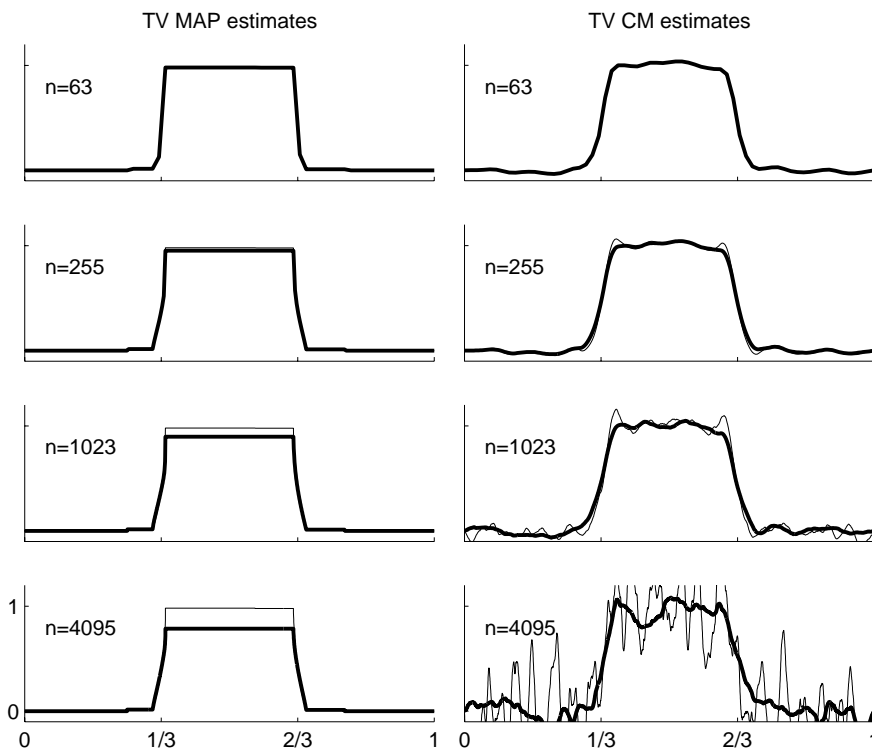 TV MAP estimates
TV CM estimates
n=63
n=63
n=255
n=255
n=1023
n=1023
1
n=4095
n=4095
0
0 1/3 2/3 1
0 1/3 2/3 1